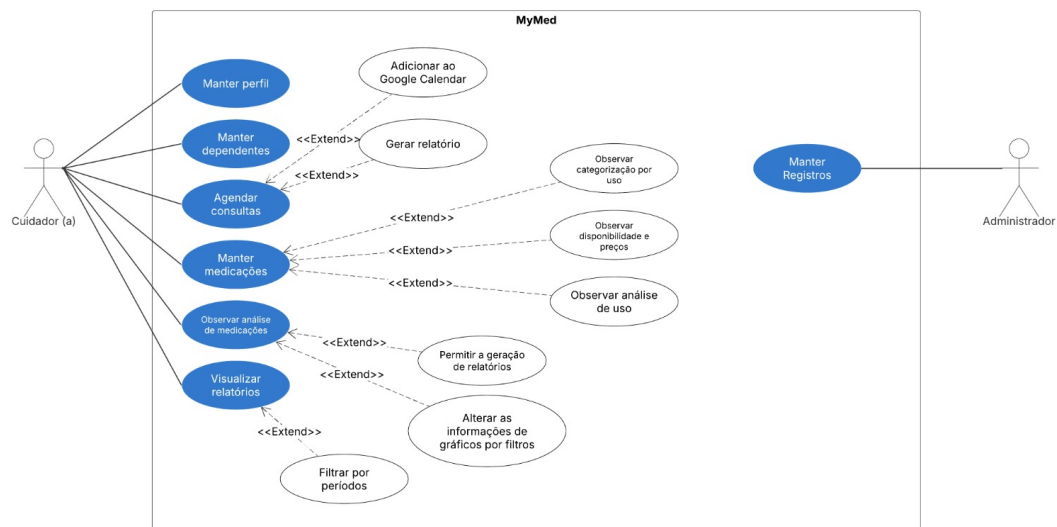 MyMed
Manter perfil
Adicionar ao
Google Calendar
Manter
dependentes
<<Extend>>
Gerar relatório
<<Extend>>
Agendar
consultas
Observar
categorização por
uso
Manter
Registros
Cuidador (a)
Administrador
<<Extend>>
Observar
disponibilidade e
preços
Manter
medicações
<<Extend>>
<<Extend>>
Observar análise
de uso
Observar análise
de medicações
<<Extend>>
Permitir a geração
de relatórios
<<Extend>>
Visualizar
relatórios
Alterar as
informações de
gráficos por filtros
<<Extend>>
Filtrar por
períodos